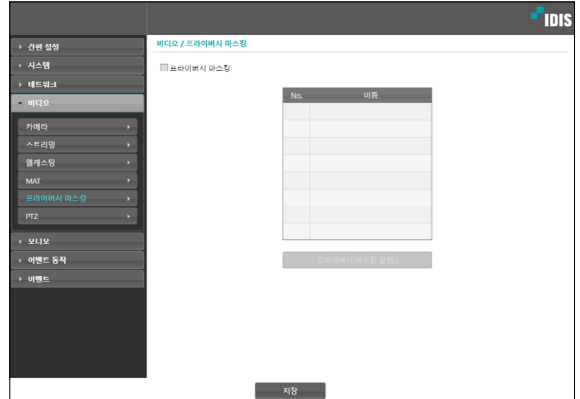 IDIS
간편 설정
시스템
네트워크
비디오
카메라
스트리밍
웹캐스팅
MAT
프라이버시 마스킹
PTZ
오디오
이벤트 동작
이벤트
비디오 / 프라이버시 마스킹
프라이버시 마스킹
No. 이름
프라이버시 마스킹 설정...
저장